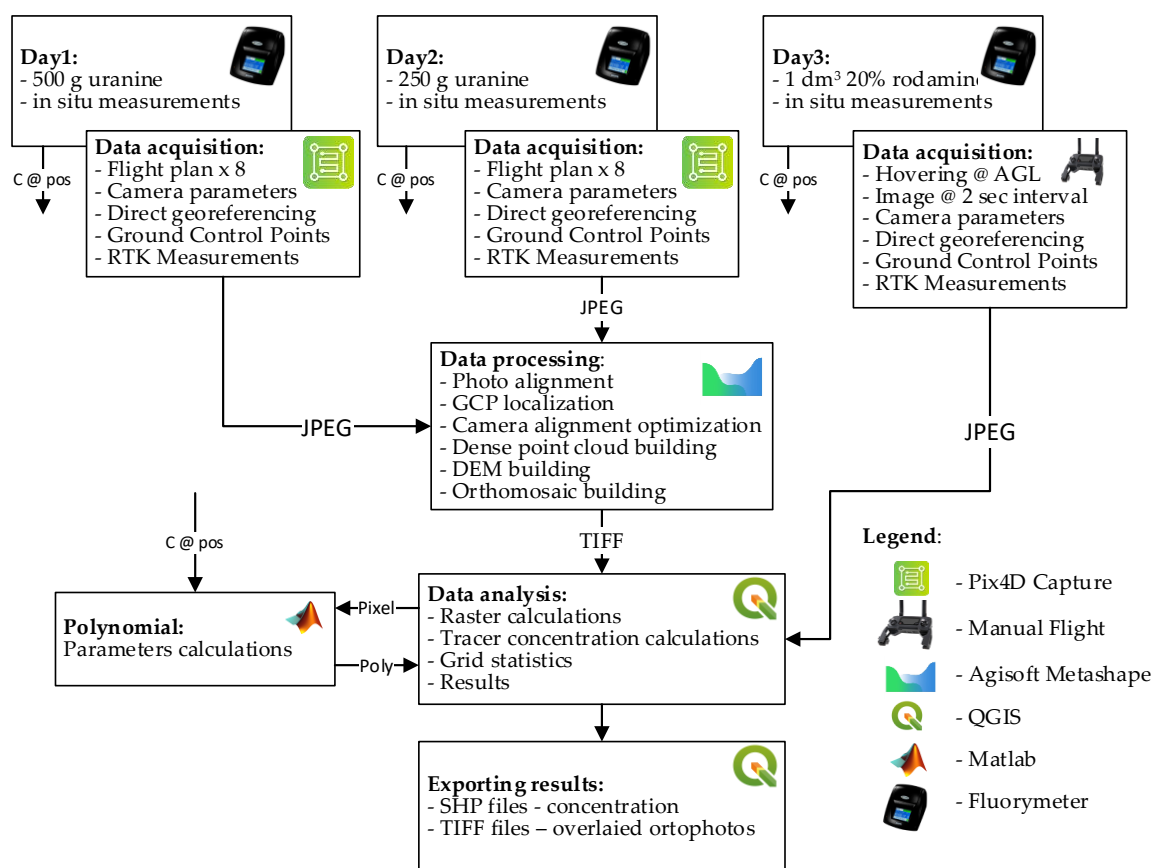 Day1:
- 500 g uranine
- in situ measurements
Day2:
- 250 g uranine
- in situ measurements
Day3:
- 1 dm³ 20% rodamine
- in situ measurements
C @ pos
Data acquisition:
- Flight plan x 8
- Camera parameters
- Direct georeferencing
- Ground Control Points
- RTK Measurements
C @ pos
Data acquisition:
- Flight plan x 8
- Camera parameters
- Direct georeferencing
- Ground Control Points
- RTK Measurements
C @ pos
Data acquisition:
- Hovering @ AGL
- Image @ 2 sec interval
- Camera parameters
- Direct georeferencing
- Ground Control Points
- RTK Measurements
JPEG
JPEG
JPEG
Data processing:
- Photo alignment
- GCP localization
- Camera alignment optimization
- Dense point cloud building
- DEM building
- Orthomosaic building
C @ pos
TIFF
Polynomial:
Parameters calculations
Pixel
Poly
Data analysis:
- Raster calculations
- Tracer concentration calculations
- Grid statistics
- Results
Exporting results:
- SHP files - concentration
- TIFF files – overlaied ortophotos
Legend:
- Pix4D Capture
- Manual Flight
- Agisoft Metashape
- QGIS
- Matlab
- Fluorymeter